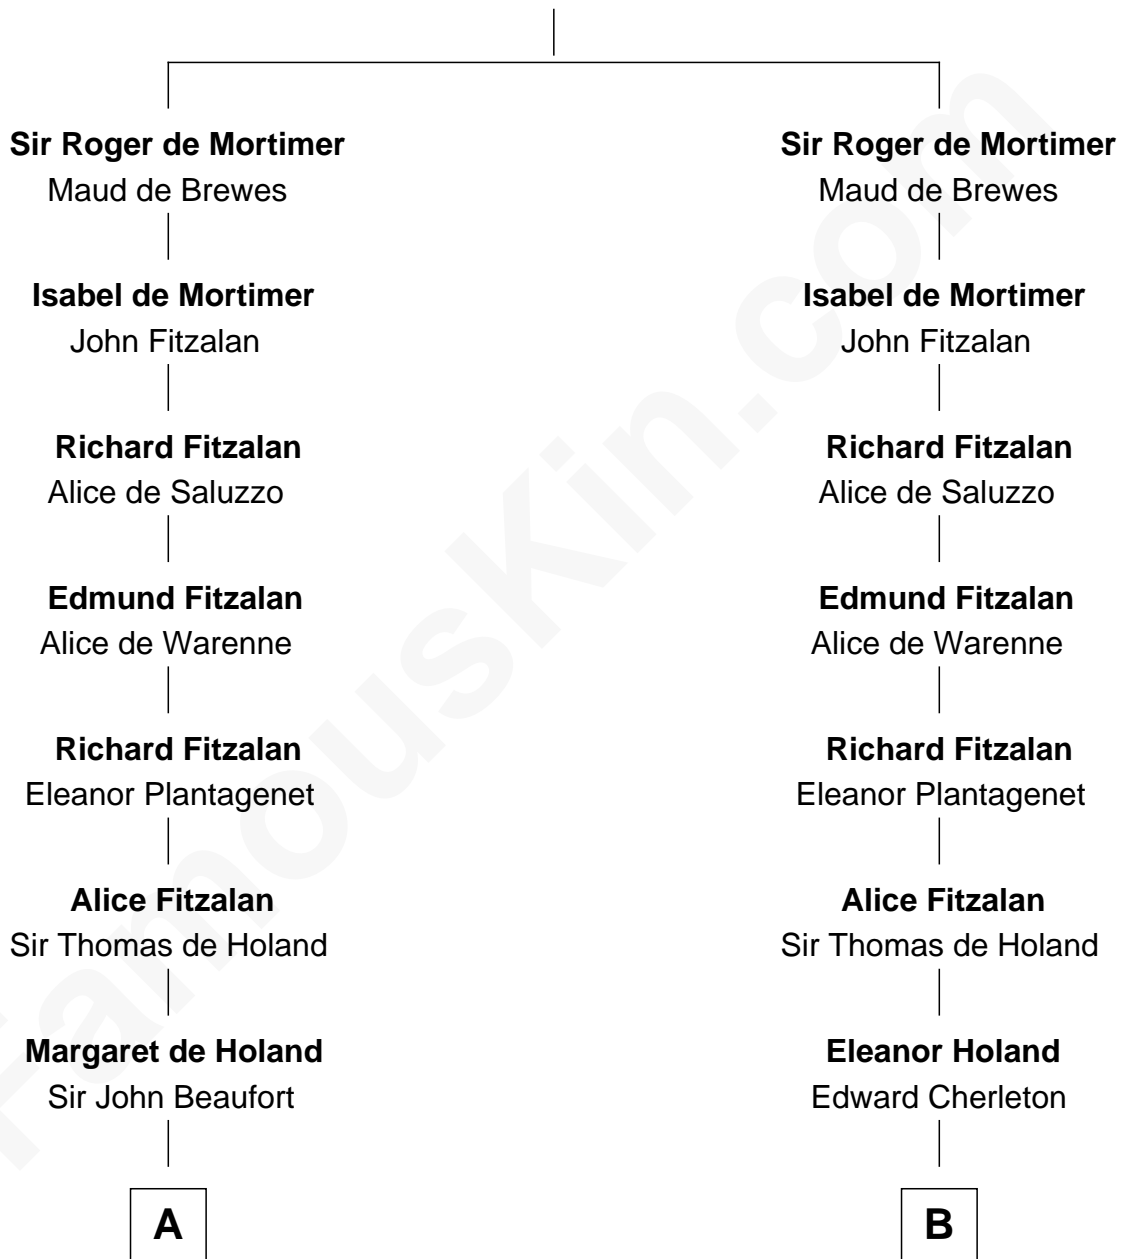 Sir Roger de Mortimer
Maud de Brewes
Isabel de Mortimer
John Fitzalan
Richard Fitzalan
Alice de Saluzzo
Edmund Fitzalan
Alice de Warenne
Richard Fitzalan
Eleanor Plantagenet
Alice Fitzalan
Sir Thomas de Holand
Margaret de Holand
Sir John Beaufort
A
Sir Roger de Mortimer
Maud de Brewes
Isabel de Mortimer
John Fitzalan
Richard Fitzalan
Alice de Saluzzo
Edmund Fitzalan
Alice de Warenne
Richard Fitzalan
Eleanor Plantagenet
Alice Fitzalan
Sir Thomas de Holand
Eleanor Holand
Edward Cherleton
B
FamousKin.com